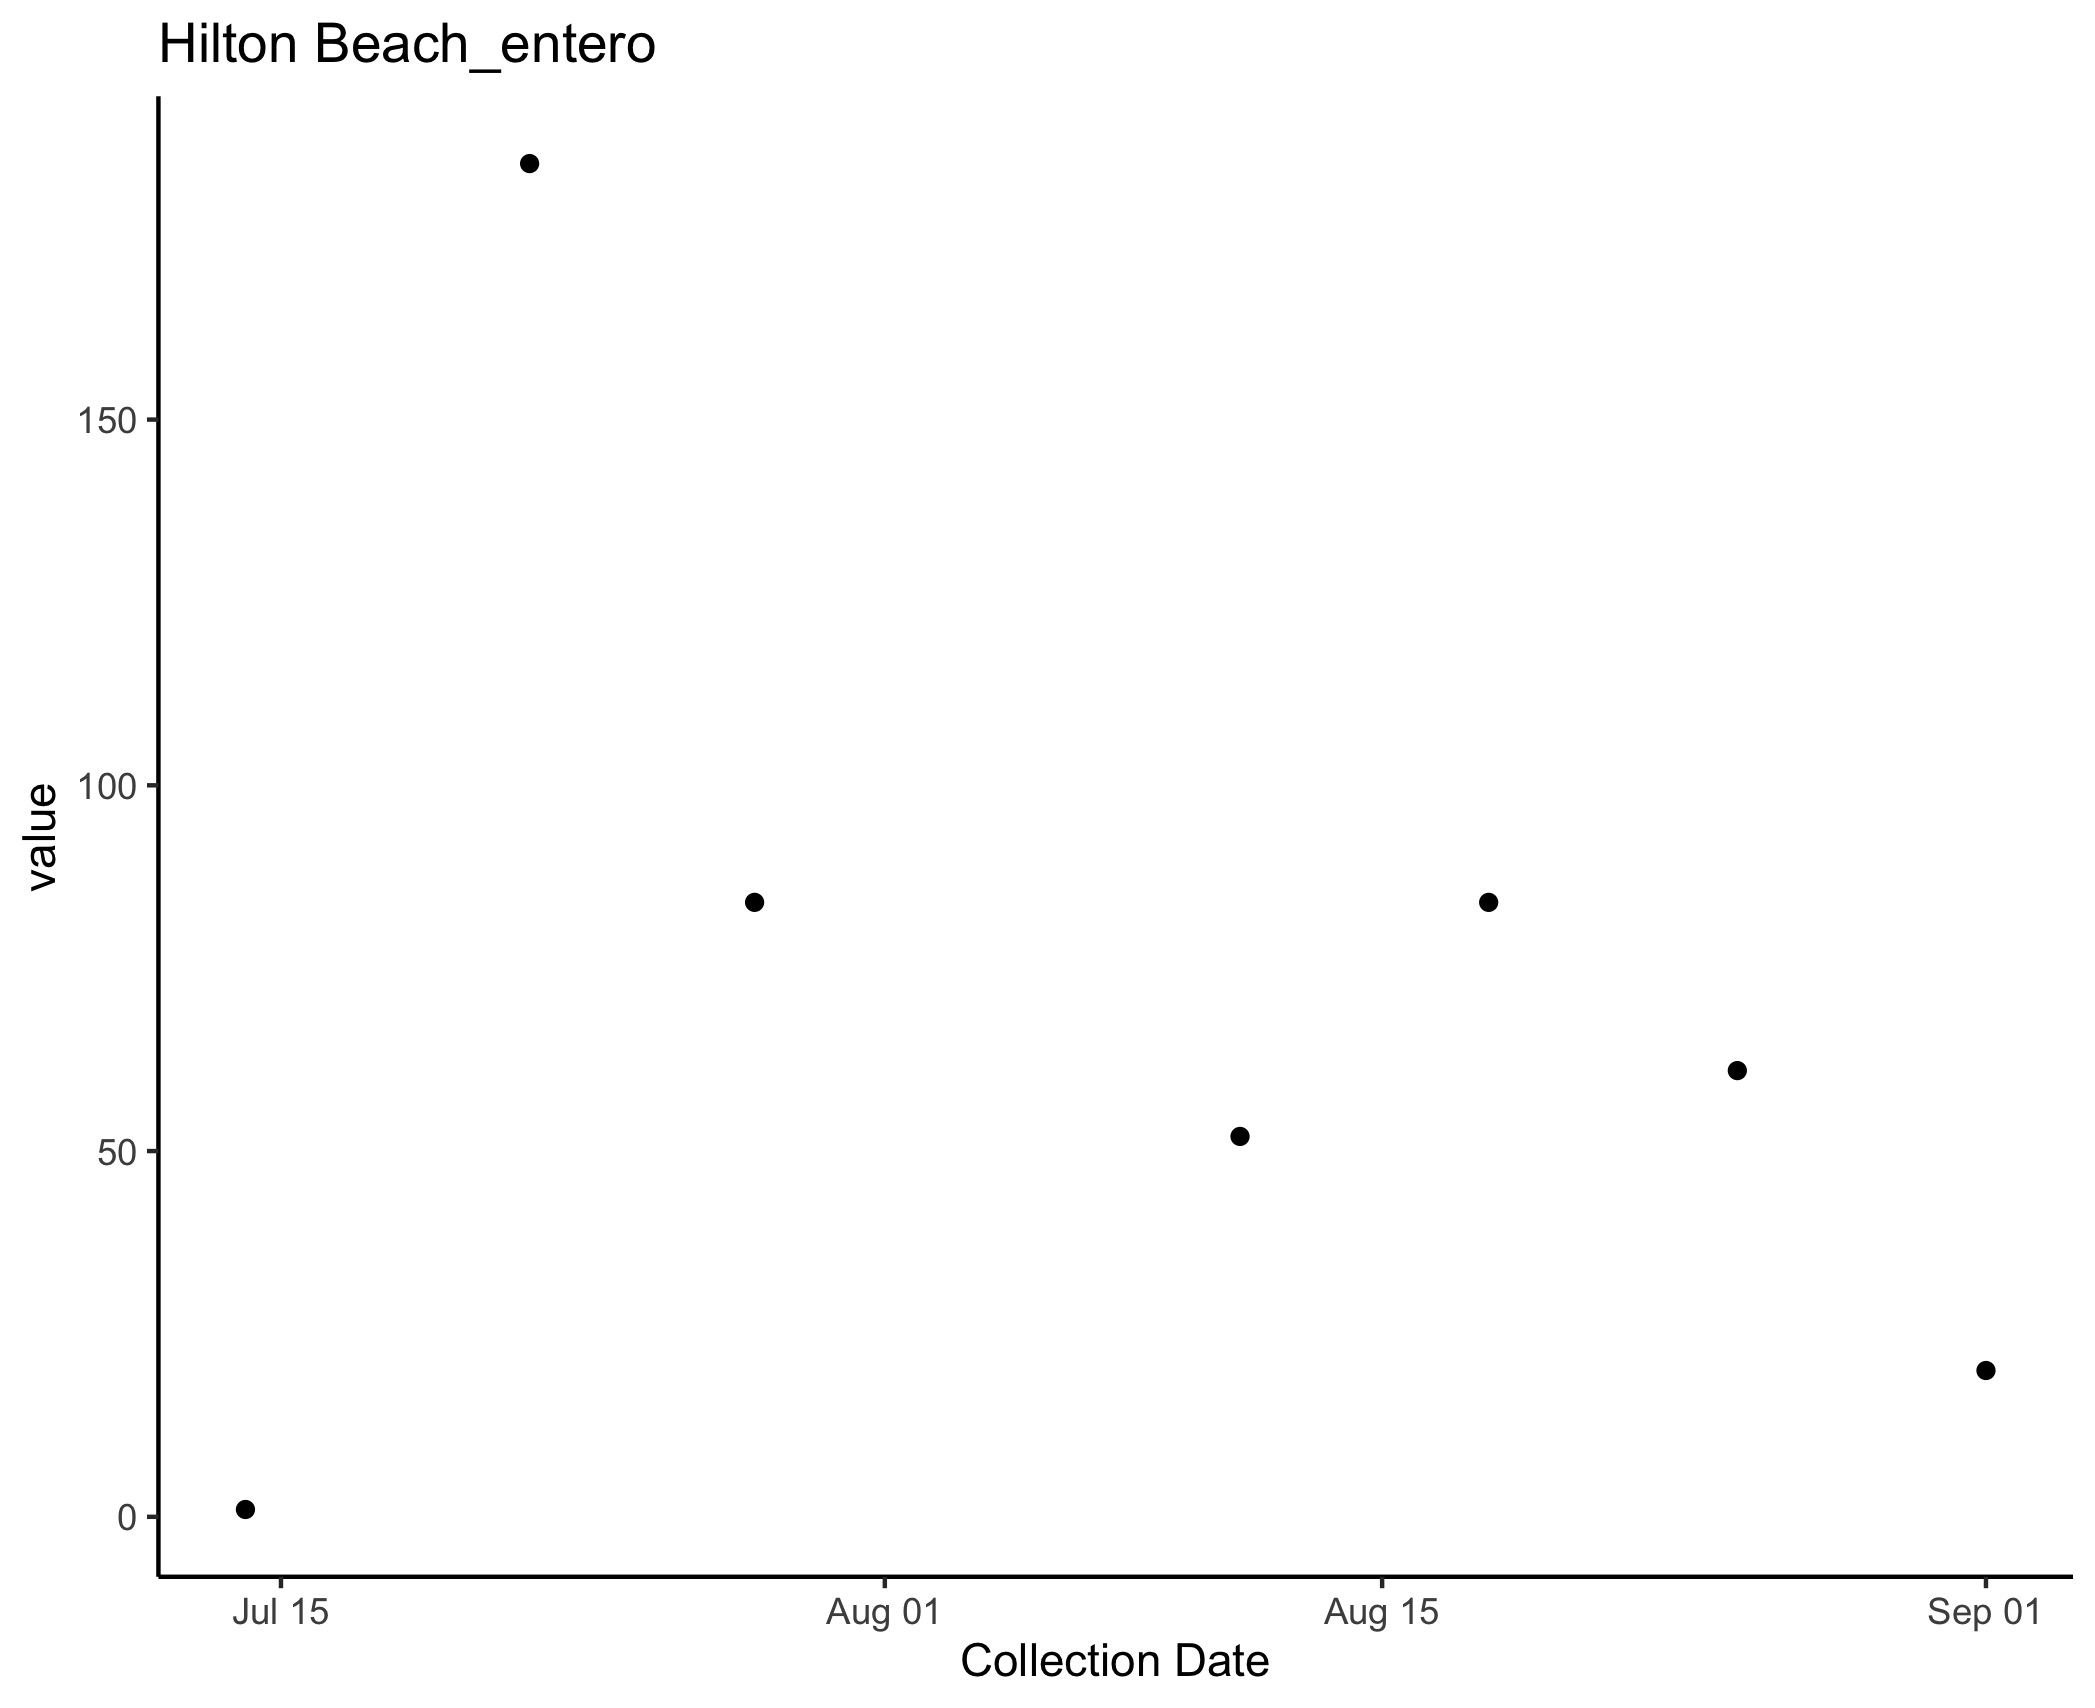 Hilton Beach_entero
value
150
100
50
0
Jul 15
Aug 01
Aug 15
Sep 01
Collection Date